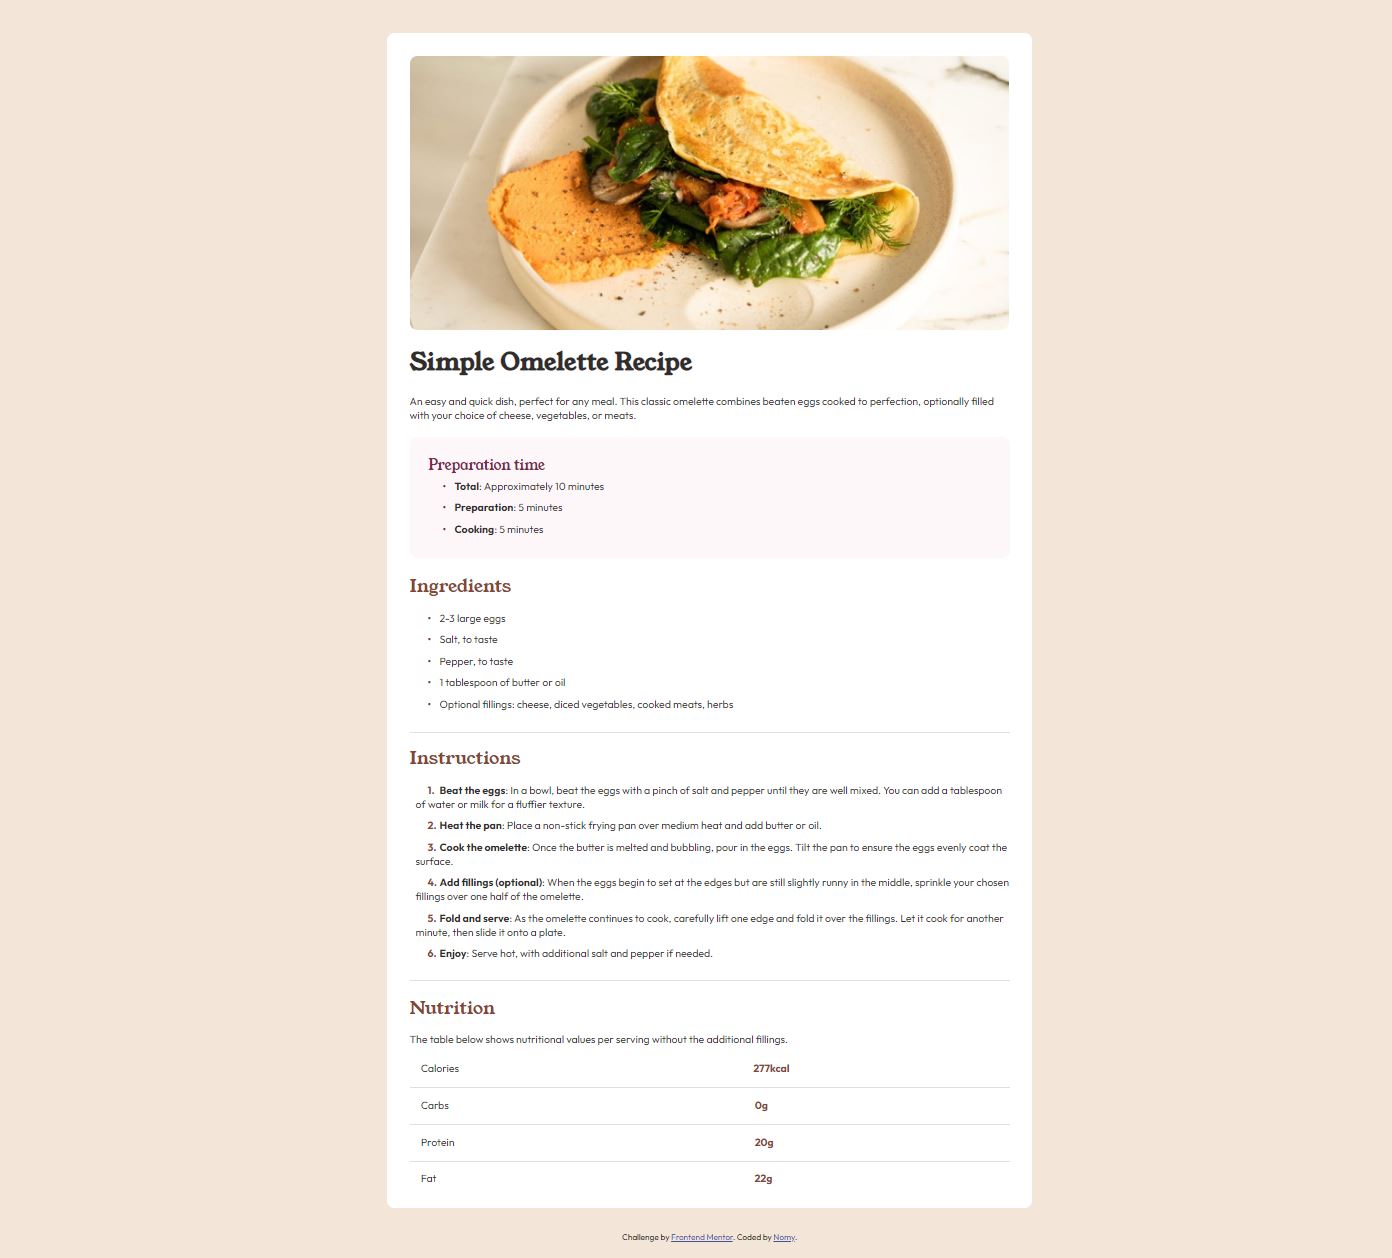 Simple Omelette Recipe
An easy and quick dish, perfect for any meal. This classic omelette combines beaten eggs cooked to perfection, optionally filled
with your choice of cheese, vegetables, or meats.
Preparation time
• Total: Approximately 10 minutes
• Preparation: 5 minutes
• Cooking: 5 minutes
Ingredients
• 2-3 large eggs
• Salt, to taste
• Pepper, to taste
• 1 tablespoon of butter or oil
• Optional fillings: cheese, diced vegetables, cooked meats, herbs
Instructions
1. Beat the eggs: In a bowl, beat the eggs with a pinch of salt and pepper until they are well mixed. You can add a tablespoon
of water or milk for a fluffier texture.
2. Heat the pan: Place a non-stick frying pan over medium heat and add butter or oil.
3. Cook the omelette: Once the butter is melted and bubbling, pour in the eggs. Tilt the pan to ensure the eggs evenly coat the
surface.
4. Add fillings (optional): When the eggs begin to set at the edges but are still slightly runny in the middle, sprinkle your chosen
fillings over one half of the omelette.
5. Fold and serve: As the omelette continues to cook, carefully lift one edge and fold it over the fillings. Let it cook for another
minute, then slide it onto a plate.
6. Enjoy: Serve hot, with additional salt and pepper if needed.
Nutrition
The table below shows nutritional values per serving without the additional fillings.
Calories 277kcal
Carbs 0g
Protein 20g
Fat 22g
Challenge by Frontend Mentor. Coded by Nomy.